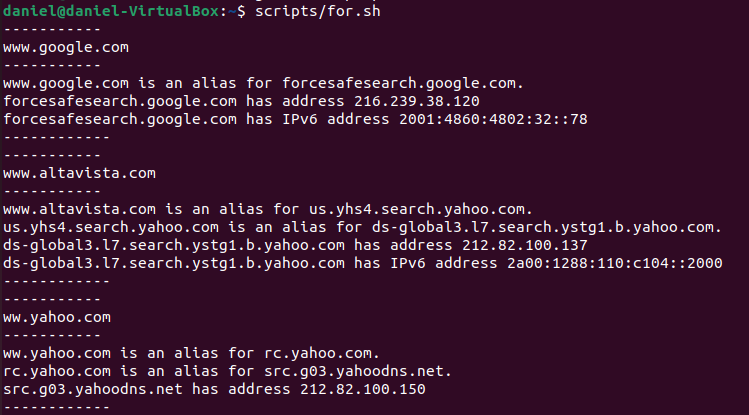 daniel@daniel-VirtualBox:~$ scripts/for.sh
-----------
www.google.com
-----------
www.google.com is an alias for forcesafesearch.google.com.
forcesafesearch.google.com has address 216.239.38.120
forcesafesearch.google.com has IPv6 address 2001:4860:4802:32::78
------------
-----------
www.altavista.com
-----------
www.altavista.com is an alias for us.yhs4.search.yahoo.com.
us.yhs4.search.yahoo.com is an alias for ds-global3.l7.search.ystg1.b.yahoo.com.
ds-global3.l7.search.ystg1.b.yahoo.com has address 212.82.100.137
ds-global3.l7.search.ystg1.b.yahoo.com has IPv6 address 2a00:1288:110:c104::2000
------------
-----------
ww.yahoo.com
-----------
ww.yahoo.com is an alias for rc.yahoo.com.
rc.yahoo.com is an alias for src.g03.yahoodns.net.
src.g03.yahoodns.net has address 212.82.100.150
------------